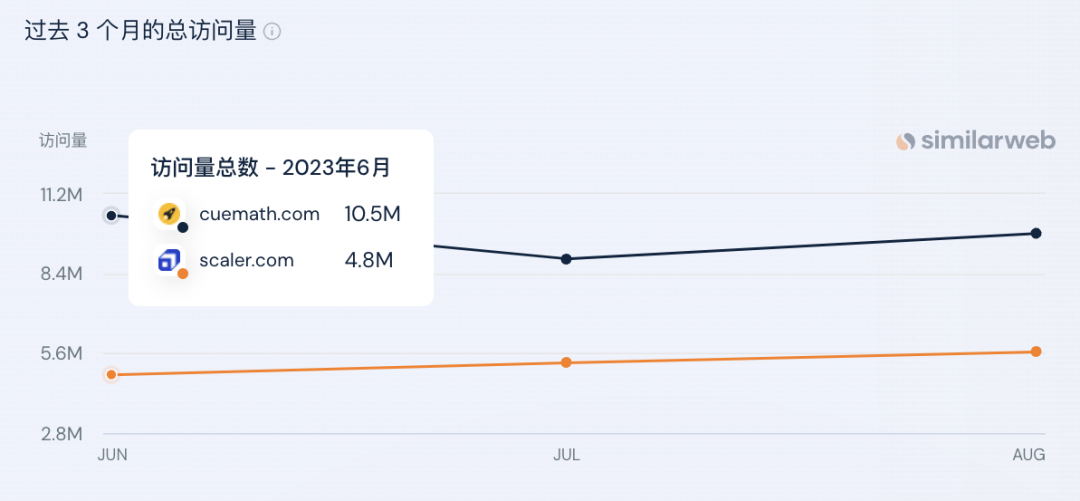 过去 3 个月的总访问量
访问量
similarweb
访问量总数 - 2023年6月
11.2M
cuemath.com 10.5M
scaler.com 4.8M
8.4M
5.6M
2.8M
JUN JUL AUG